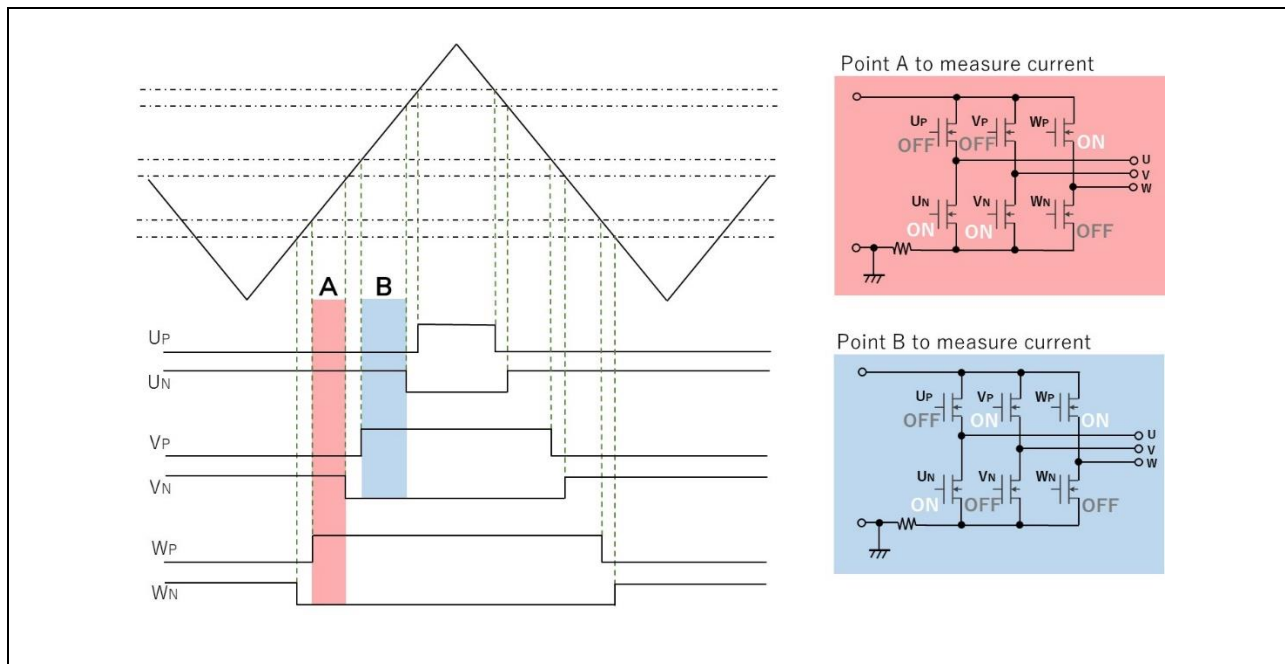 A
B
UP
UN
VP
VN
WP
WN
Point A to measure current
UP
VP
WP
OFF
OFF
ON
U
V
W
UN
VN
WN
ON
ON
OFF
Point B to measure current
UP
VP
WP
OFF
ON
ON
U
V
W
UN
VN
WN
ON
OFF
OFF